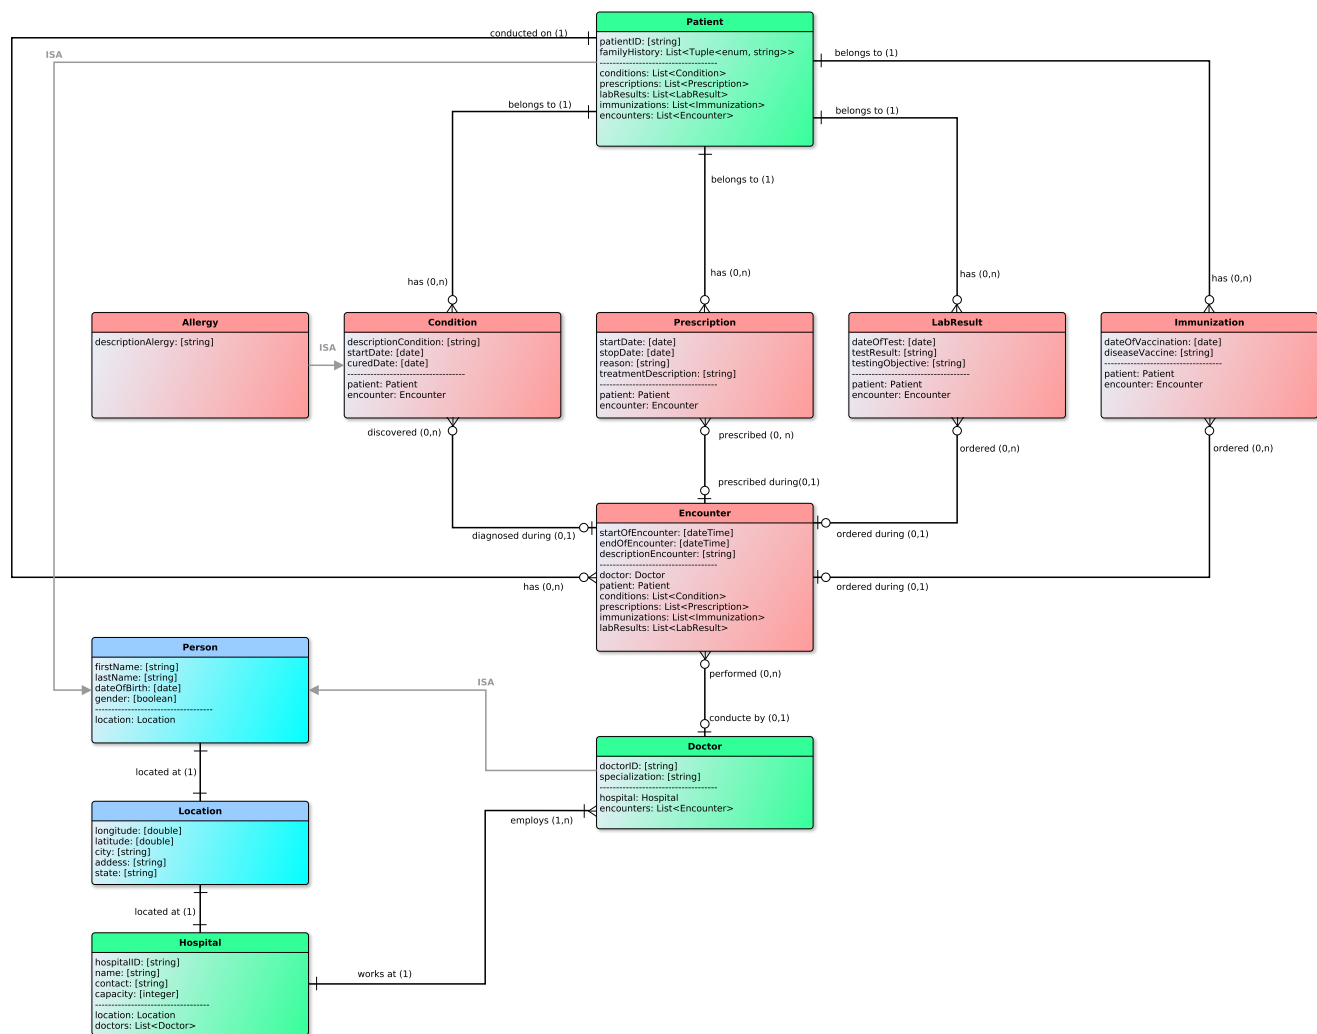 Patient
conducted on (1)
patientID: [string]
familyHistory: List<Tuple<enum, string>>
-----------------------------------
conditions: List<Condition>
prescriptions: List<Prescription>
labResults: List<LabResult>
immunizations: List<Immunization>
encounters: List<Encounter>
ISA
belongs to (1)
belongs to (1)
belongs to (1)
belongs to (1)
has (0,n)
has (0,n)
has (0,n)
has (0,n)
Allergy
descriptionAlergy: [string]
ISA
Condition
descriptionCondition: [string]
startDate: [date]
curedDate: [date]
-----------------------------------
patient: Patient
encounter: Encounter
Prescription
startDate: [date]
stopDate: [date]
reason: [string]
treatmentDescription: [string]
-----------------------------------
patient: Patient
encounter: Encounter
LabResult
dateOfTest: [date]
testResult: [string]
testingObjective: [string]
-----------------------------------
patient: Patient
encounter: Encounter
Immunization
dateOfVaccination: [date]
diseaseVaccine: [string]
-----------------------------------
patient: Patient
encounter: Encounter
discovered (0,n)
prescribed (0, n)
ordered (0,n)
ordered (0,n)
prescribed during(0,1)
diagnosed during (0,1)
ordered during (0,1)
has (0,n)
ordered during (0,1)
Encounter
startOfEncounter: [dateTime]
endOfEncounter: [dateTime]
descriptionEncounter: [string]
-----------------------------------
doctor: Doctor
patient: Patient
conditions: List<Condition>
prescriptions: List<Prescription>
immunizations: List<Immunization>
labResults: List<LabResult>
performed (0,n)
conducte by (0,1)
Person
firstName: [string]
lastName: [string]
dateOfBirth: [date]
gender: [boolean]
-----------------------------------
location: Location
ISA
Doctor
doctorID: [string]
specialization: [string]
-----------------------------------
hospital: Hospital
encounters: List<Encounter>
located at (1)
Location
longitude: [double]
latitude: [double]
city: [string]
addess: [string]
state: [string]
employs (1,n)
located at (1)
Hospital
hospitalID: [string]
name: [string]
contact: [string]
capacity: [integer]
----------------------------------
location: Location
doctors: List<Doctor>
works at (1)